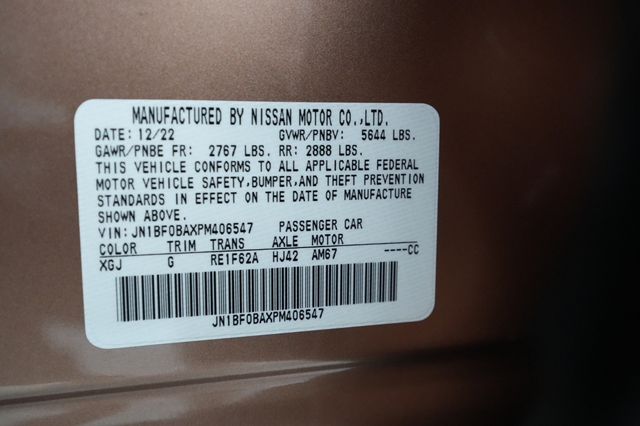 MANUFACTURED BY NISSAN MOTOR CO.,LTD.
DATE: 12/22 GVWR/PNBV: 5644 LBS.
GAWR/PNBE FR: 2767 LBS. RR: 2888 LBS.
THIS VEHICLE CONFORMS TO ALL APPLICABLE FEDERAL
MOTOR VEHICLE SAFETY,BUMPER,AND THEFT PREVENTION
STANDARDS IN EFFECT ON THE DATE OF MANUFACTURE
SHOWN ABOVE.
VIN: JN1BF0BAXPM406547 PASSENGER CAR
COLOR TRIM TRANS AXLE MOTOR
XGJ G RE1F62A HJ42 AM67 ----CC
JN1BF0BAXPM406547